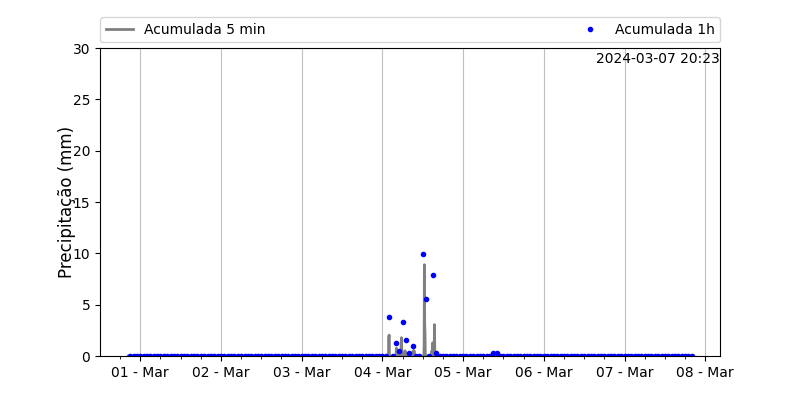 Acumulada 5 min
Acumulada 1h
2024-03-07 20:23
Precipitação (mm)
30
25
20
15
10
5
0
01 - Mar
02 - Mar
03 - Mar
04 - Mar
05 - Mar
06 - Mar
07 - Mar
08 - Mar